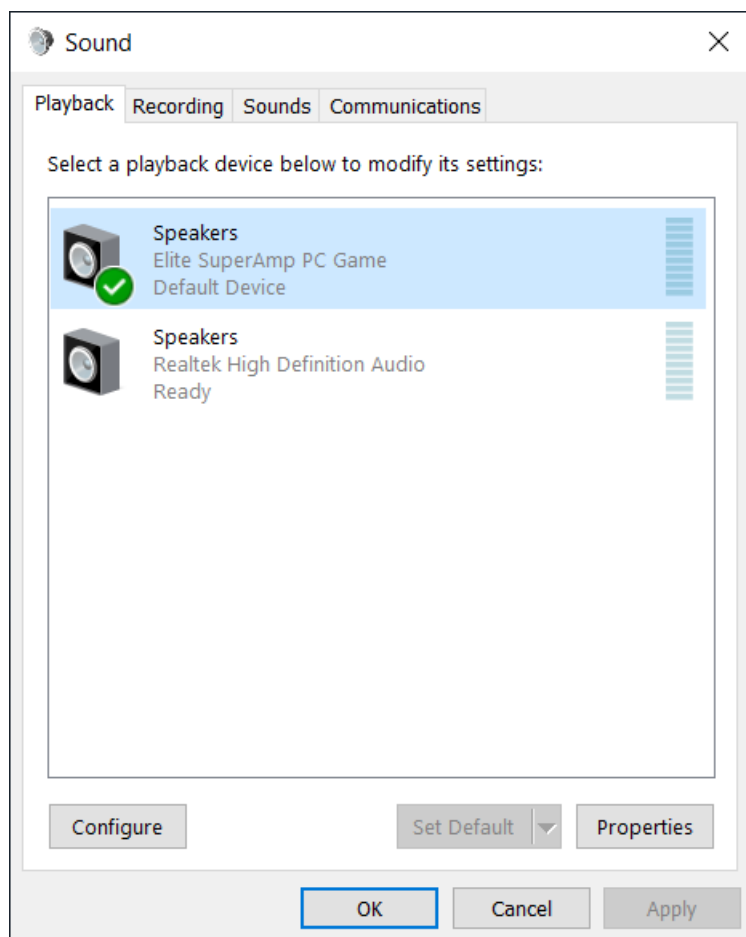 Sound
Playback Recording Sounds Communications
Select a playback device below to modify its settings:
Speakers
Elite SuperAmp PC Game
Default Device
Speakers
Realtek High Definition Audio
Ready
Configure Set Default Properties
OK Cancel Apply